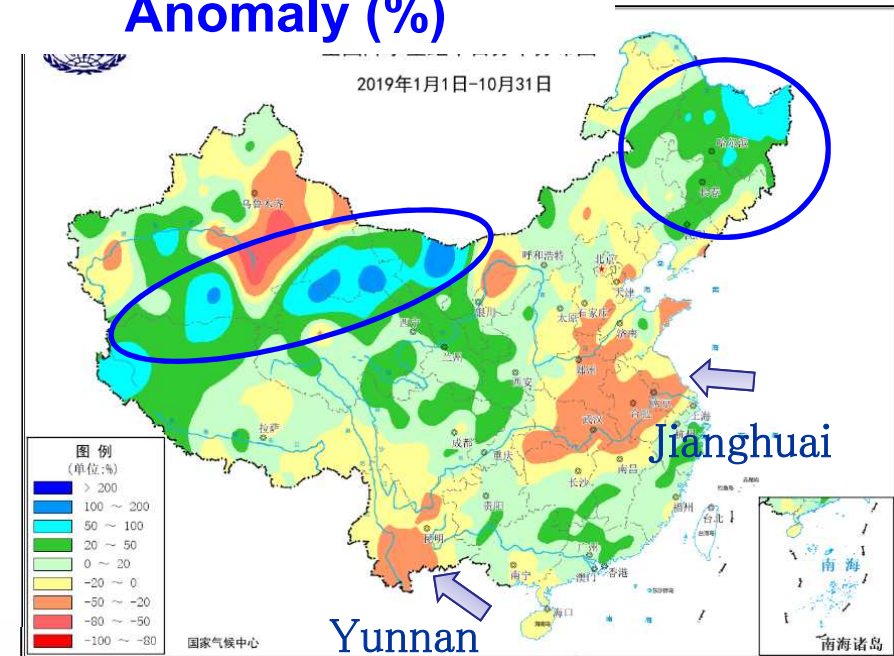 Anomaly (%)
2019年1月1日-10月31日
哈尔滨
长春
乌鲁木齐
呼和浩特
北京
天津
银川
太原
石家庄
济南
西宁
兰州
郑州
西安
合肥
上海
武汉
Jianghuai
拉萨
成都
重庆
南昌
长沙
贵阳
福州
台北
昆明
广州
南宁
澳门
香港
海口
Yunnan
图 例
(单位:%)
> 200
100 ~ 200
50 ~ 100
20 ~ 50
0 ~ 20
-20 ~ 0
-50 ~ -20
-80 ~ -50
-100 ~ -80
国家气候中心
南 海
南海诸岛